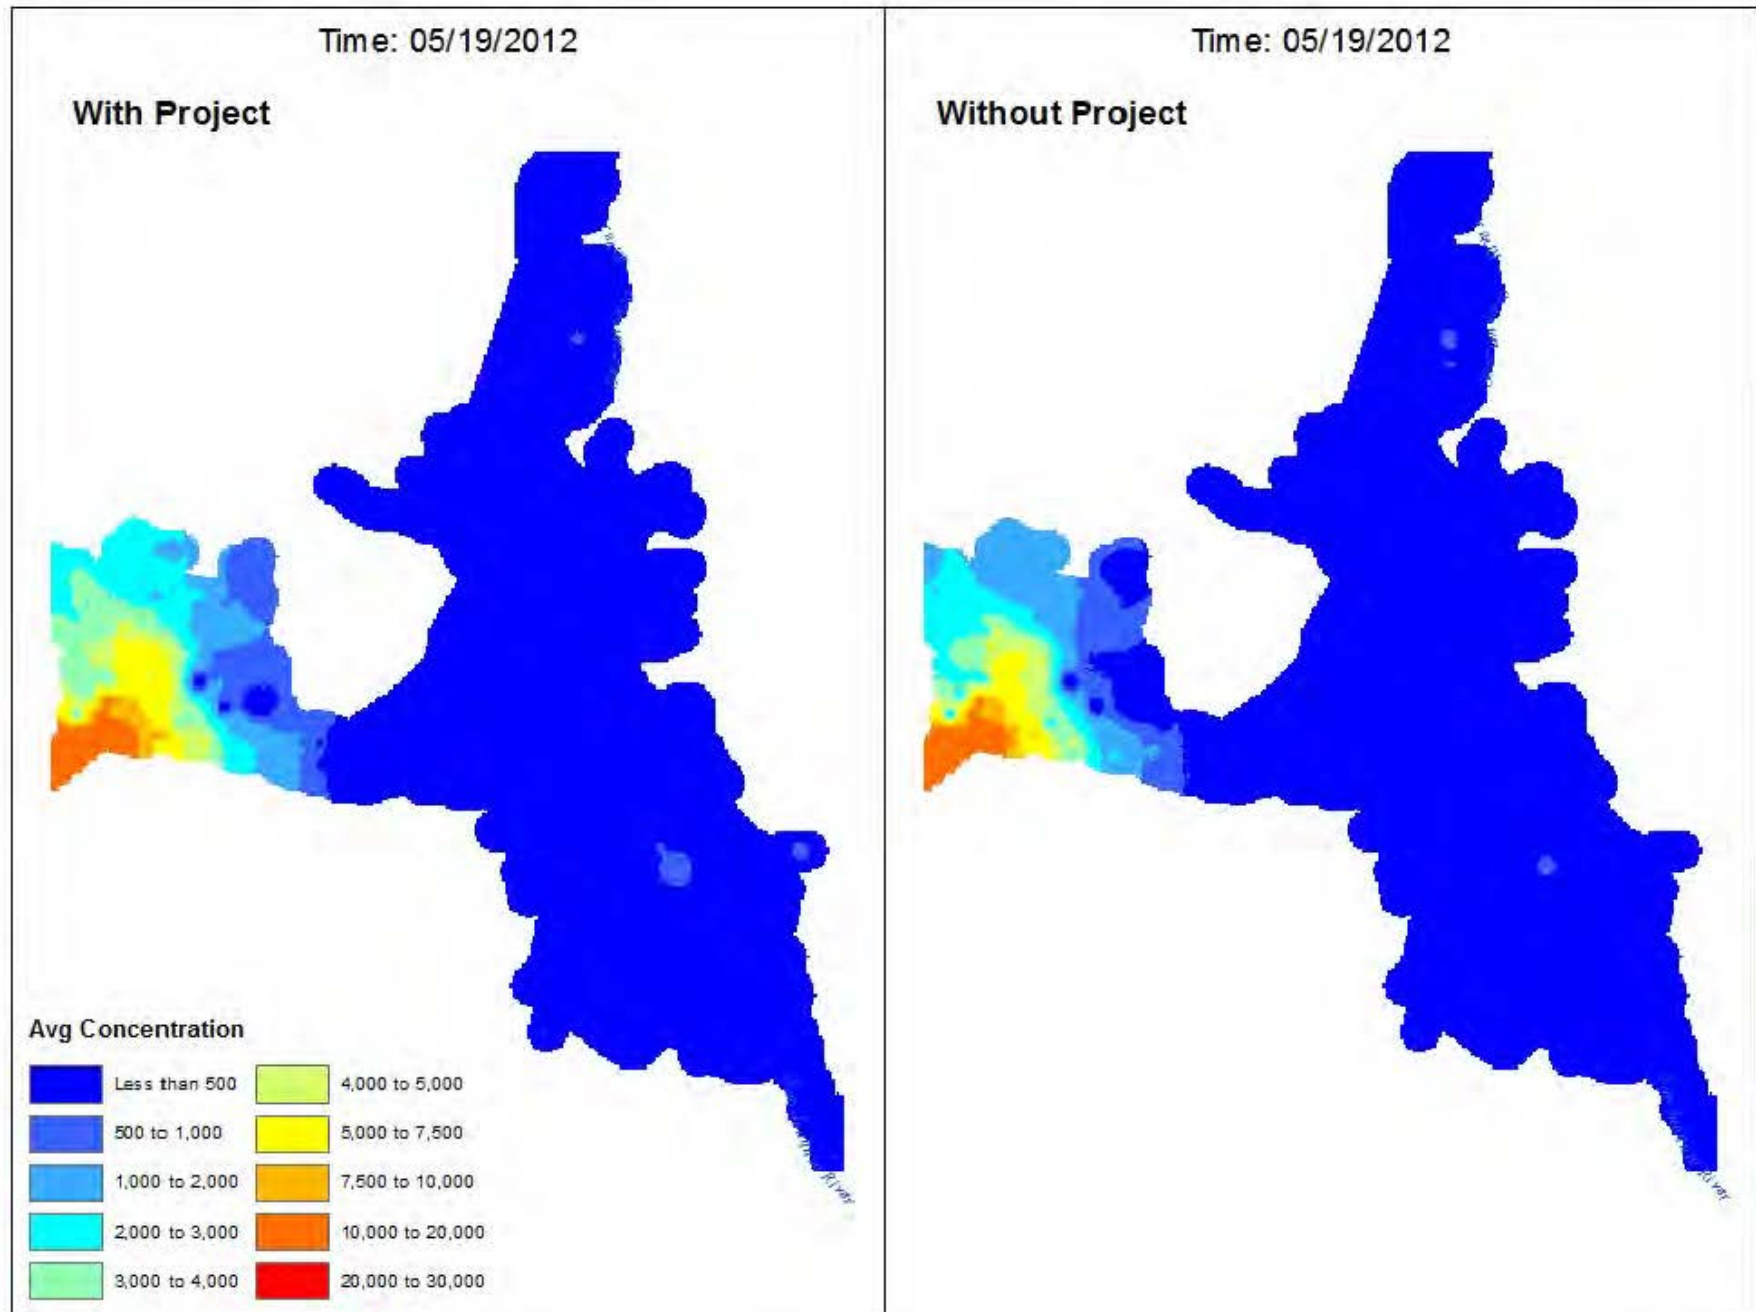 Time: 05/19/2012
With Project
Avg Concentration
Less than 500
500 to 1,000
1,000 to 2,000
2,000 to 3,000
3,000 to 4,000
4,000 to 5,000
5,000 to 7,500
7,500 to 10,000
10,000 to 20,000
20,000 to 30,000
River
Time: 05/19/2012
Without Project
River